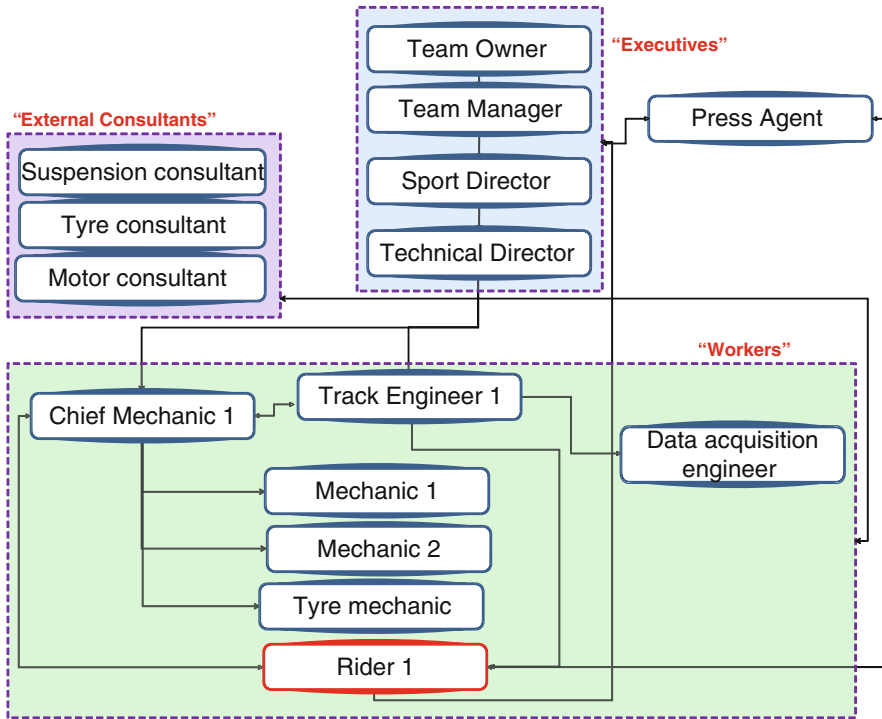 Team Owner
“Executives”
Team Manager
Press Agent
“External Consultants”
Suspension consultant
Sport Director
Tyre consultant
Technical Director
Motor consultant
“Workers”
Track Engineer 1
Chief Mechanic 1
Data acquisition
engineer
Mechanic 1
Mechanic 2
Tyre mechanic
Rider 1